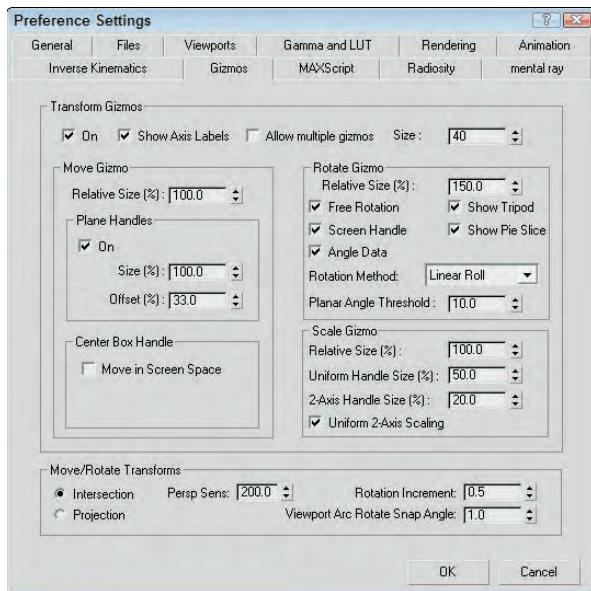 Preference Settings
General Files Viewports Gamma and LUT Rendering Animation
Inverse Kinematics Gizmos MAXScript Radiosity mental ray
Transform Gizmos
On Show Axis Labels Allow multiple gizmos Size : 40
Move Gizmo
Relative Size (%) : 100.0
Plane Handles
On
Size (%) : 100.0
Offset (%) : 33.0
Center Box Handle
Move in Screen Space
Rotate Gizmo
Relative Size (%) : 150.0
Free Rotation Show Tripod
Screen Handle Show Pie Slice
Angle Data
Rotation Method: Linear Roll
Planar Angle Threshold : 10.0
Scale Gizmo
Relative Size (%) : 100.0
Uniform Handle Size (%) : 50.0
2-Axis Handle Size (%) : 20.0
Uniform 2-Axis Scaling
Move/Rotate Transforms
Intersection Persp Sens: 200.0 Rotation Increment: 0.5
Projection Viewport Arc Rotate Snap Angle: 1.0
OK Cancel